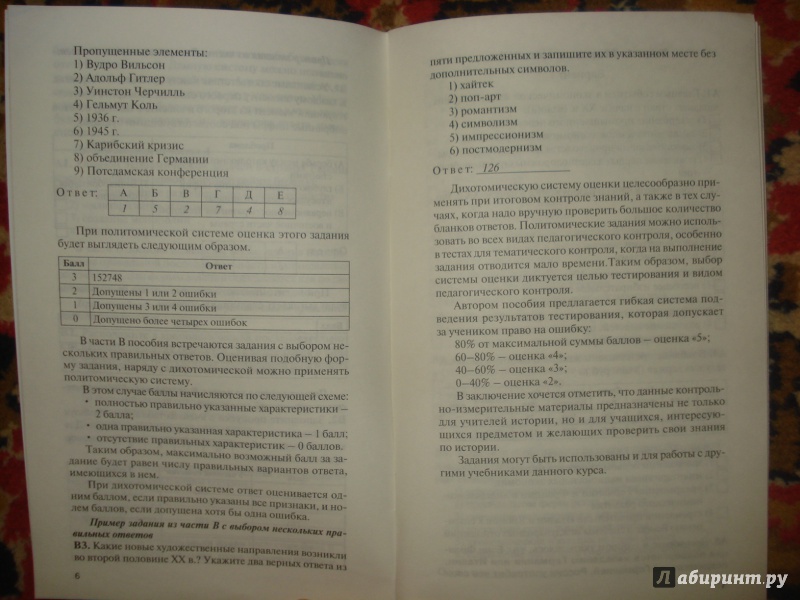 Пропущенные элементы:
1) Вудро Вильсон
2) Адольф Гитлер
3) Уинстон Черчилль
4) Гельмут Коль
5) 1936 г.
6) 1945 г.
7) Карибский кризис
8) объединение Германии
9) Потсдамская конференция
Ответ: А Б В Г Д Е
1 5 2 7 4 8
При политомической системе оценка этого задания
будет выглядеть следующим образом.
Балл Ответ
3 152748
2 Допущены 1 или 2 ошибки
1 Допущены 3 или 4 ошибки
0 Допущено более четырех ошибок
В части В пособия встречаются задания с выбором не-
скольких правильных ответов. Оценивая подобную фор-
му задания, наряду с дихотомической можно применять
политомическую систему.
В этом случае баллы начисляются по следующей схеме:
• полностью правильно указанные характеристики –
2 балла;
• одна правильно указанная характеристика – 1 балл;
• отсутствие правильных характеристик – 0 баллов.
Таким образом, максимально возможный балл за за-
дание будет равен числу правильных вариантов ответа,
имеющихся в нем.
При дихотомической системе ответ оценивается од-
ним баллом, если правильно указаны все признаки, и но-
лем баллов, если допущена хотя бы одна ошибка.
Пример задания из части В с выбором нескольких пра-
вильных ответов
В3. Какие новые художественные направления возникли
во второй половине XX в.? Укажите два верных ответа из
6
пяти предложенных и запишите их в указанном месте без
дополнительных символов.
1) хайтек
2) поп-арт
3) романтизм
4) символизм
5) импрессионизм
6) постмодернизм
Ответ: 126
Дихотомическую систему оценки целесообразно при-
менять при итоговом контроле знаний, а также в тех слу-
чаях, когда надо вручную проверить большое количество
бланков ответов. Политомические задания можно исполь-
зовать во всех видах педагогического контроля, особенно
в тестах для тематического контроля, когда на выполнение
задания отводится мало времени. Таким образом, выбор
системы оценки диктуется целью тестирования и видом
педагогического контроля.
Автором пособия предлагается гибкая система под-
ведения результатов тестирования, которая допускает
за учеником право на ошибку:
80% от максимальной суммы баллов – оценка «5»;
60–80% – оценка «4»;
40–60% – оценка «3»;
0–40% – оценка «2».
В заключение хочется отметить, что данные контроль-
но-измерительные материалы предназначены не только
для учителей истории, но и для учащихся, интересую-
щихся предметом и желающих проверить свои знания
по истории.
Задания могут быть использованы и для работы с дру-
гими учебниками данного курса.
Лабиринт.ру